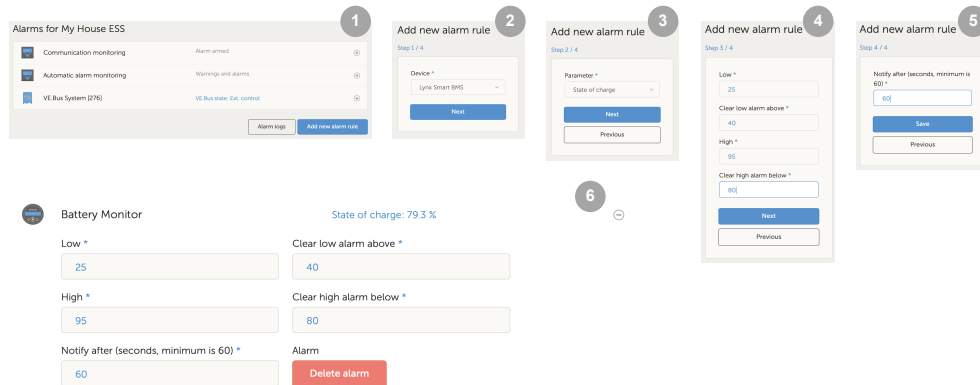 1
Alarms for My House ESS
Communication monitoring Alarm armed
Automatic alarm monitoring Warnings and alarms
VE.Bus System [276] VE.Bus state: Ext. control
Alarm logs Add new alarm rule
2
Add new alarm rule
Step 1 / 4
Device *
Lynx Smart BMS
Next
3
Add new alarm rule
Step 2 / 4
Parameter *
State of charge
Next
Previous
4
Add new alarm rule
Step 3 / 4
Low *
25
Clear low alarm above *
40
High *
95
Clear high alarm below *
80
Next
Previous
5
Add new alarm rule
Step 4 / 4
Notify after (seconds, minimum is
60) *
60
Save
Previous
6
Battery Monitor State of charge: 79.3 %
Low * Clear low alarm above *
25 40
High * Clear high alarm below *
95 80
Notify after (seconds, minimum is 60) * Alarm
60 Delete alarm